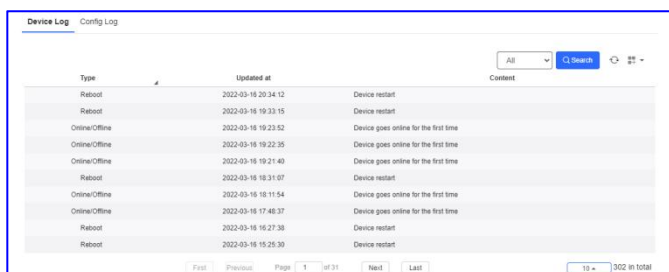 Device Log Config Log
All Search
Type Updated at Content
Reboot 2022-03-16 20:34:12 Device restart
Reboot 2022-03-16 19:33:15 Device restart
Online/Offline 2022-03-16 19:23:52 Device goes online for the first time
Online/Offline 2022-03-16 19:22:35 Device goes online for the first time
Online/Offline 2022-03-16 19:21:40 Device goes online for the first time
Reboot 2022-03-16 18:31:07 Device restart
Online/Offline 2022-03-16 18:11:54 Device goes online for the first time
Online/Offline 2022-03-16 17:48:37 Device goes online for the first time
Reboot 2022-03-16 16:27:38 Device restart
Reboot 2022-03-16 15:25:30 Device restart
First Previous Page 1 of 31 Next Last 10 302 in total